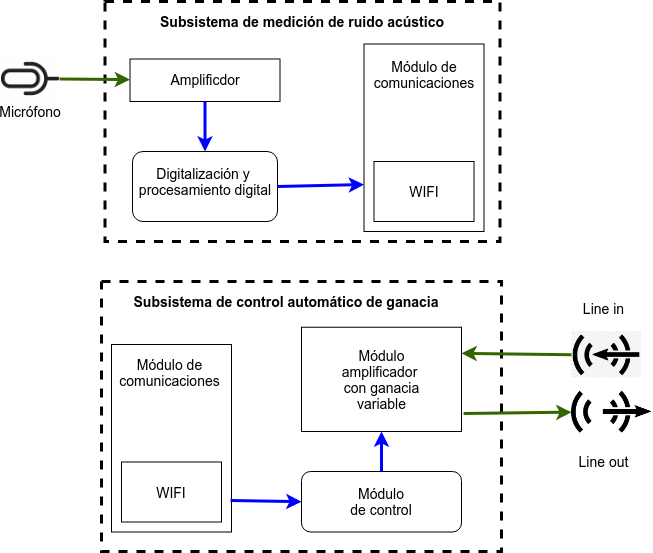 Subsistema de medición de ruido acústico
Micrófono
Amplificdor
Módulo de
comunicaciones
Digitalización y
procesamiento digital
WIFI
Subsistema de control automático de ganacia
Line in
Módulo de
comunicaciones
Módulo
amplificador
con ganacia
variable
WIFI
Módulo
de control
Line out